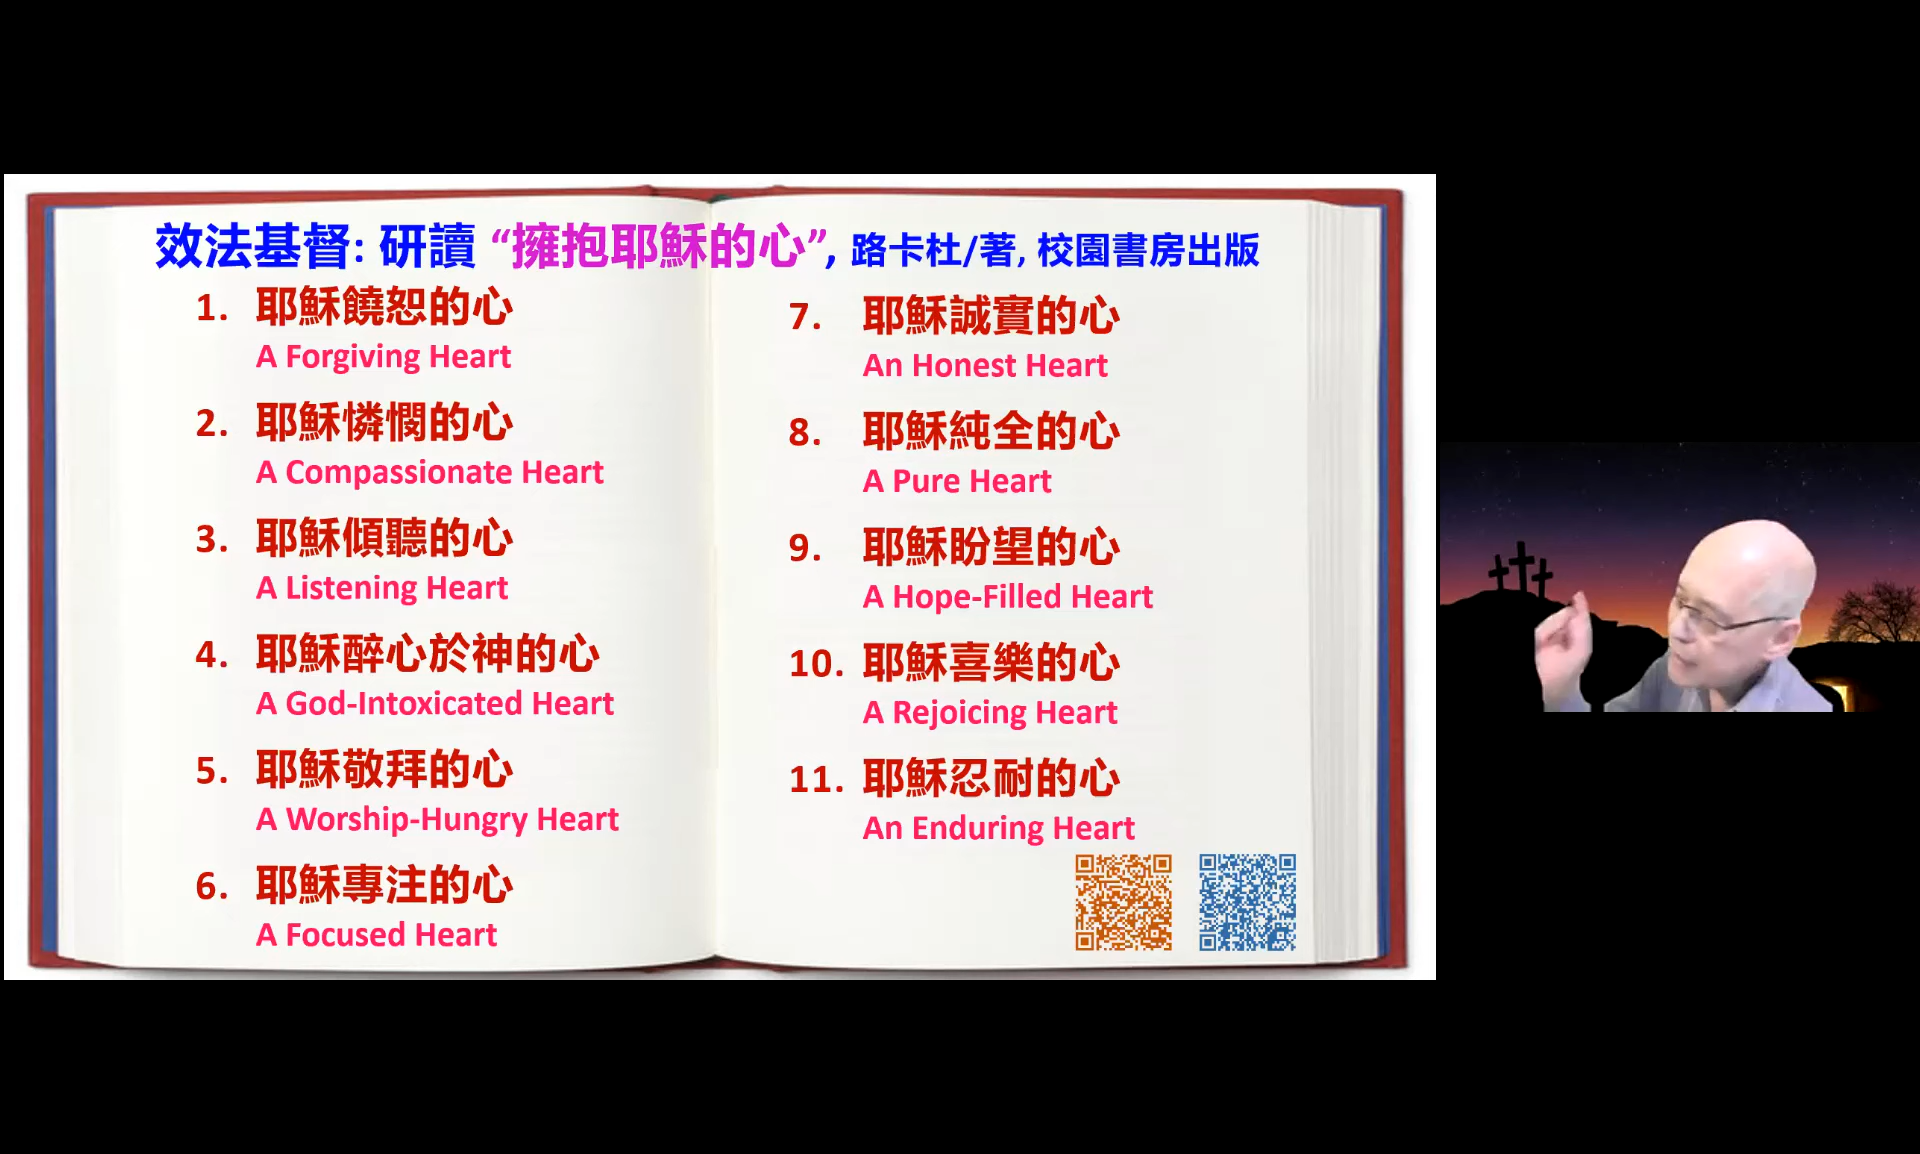 效法基督: 研讀 “擁抱耶穌的心”, 路卡杜/著, 校園書房出版
1. 耶穌饒恕的心
A Forgiving Heart
2. 耶穌憐憫的心
A Compassionate Heart
3. 耶穌傾聽的心
A Listening Heart
4. 耶穌醉心於神的心
A God-Intoxicated Heart
5. 耶穌敬拜的心
A Worship-Hungry Heart
6. 耶穌專注的心
A Focused Heart
7. 耶穌誠實的心
An Honest Heart
8. 耶穌純全的心
A Pure Heart
9. 耶穌盼望的心
A Hope-Filled Heart
10. 耶穌喜樂的心
A Rejoicing Heart
11. 耶穌忍耐的心
An Enduring Heart